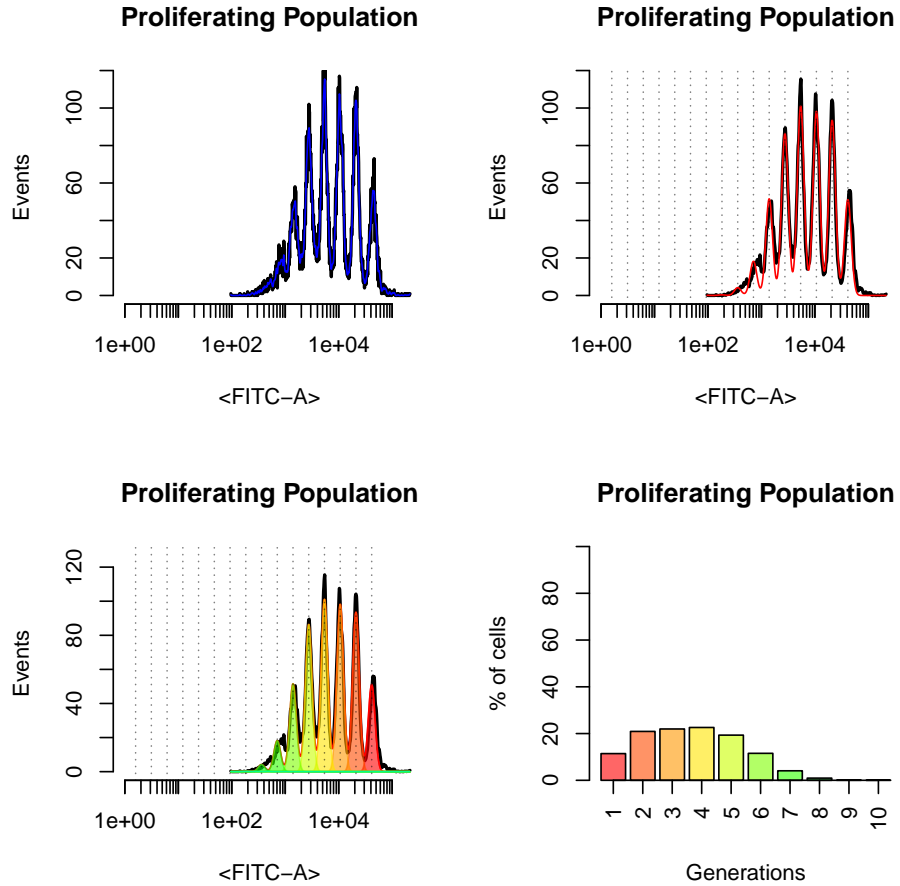 Proliferating Population
Events
0
20
60
100
1e+00
1e+02
1e+04
<FITC−A>
Proliferating Population
Events
0
20
60
100
1e+00
1e+02
1e+04
<FITC−A>
Proliferating Population
Events
0
40
80
120
1e+00
1e+02
1e+04
<FITC−A>
Proliferating Population
% of cells
0
20
40
60
80
1
2
3
4
5
6
7
8
9
10
Generations